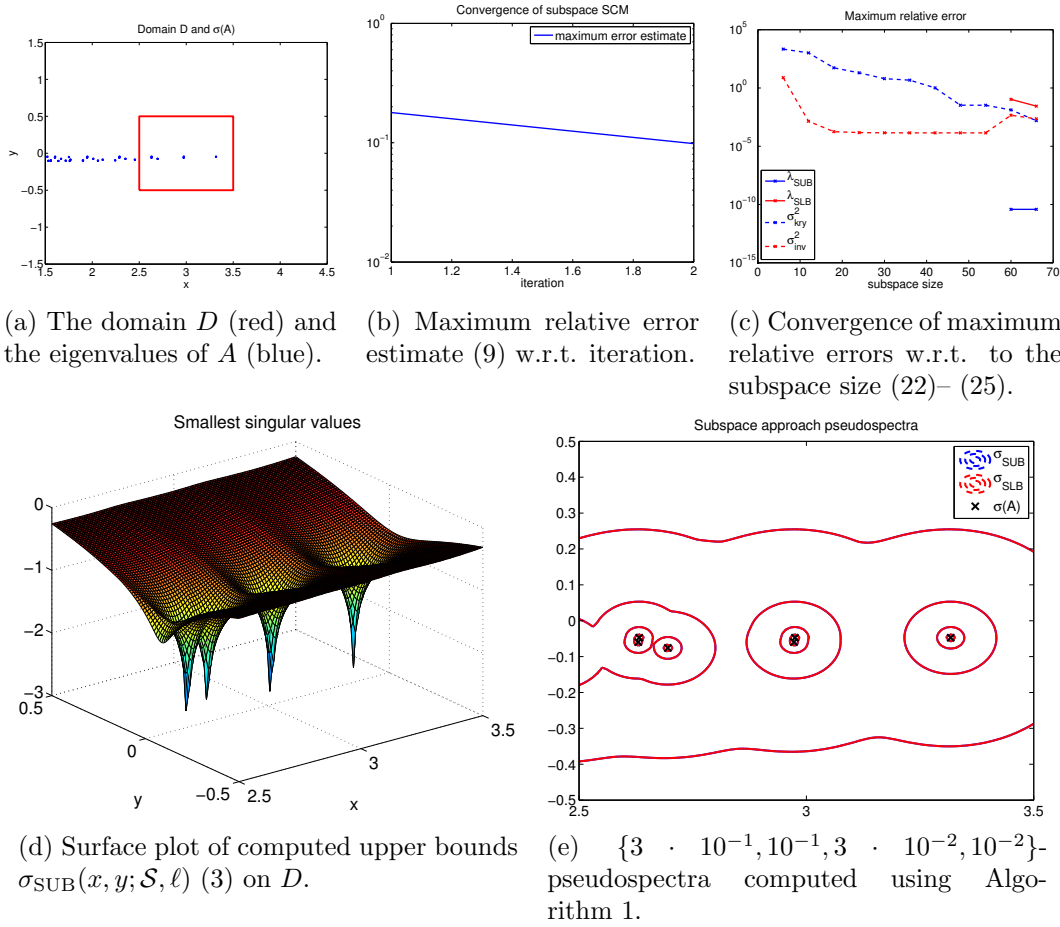 Domain D and σ(A)
1.5
1
0.5
0
−0.5
−1
−1.5
y
1.5 2 2.5 3 3.5 4 4.5
x
(a) The domain D (red) and
the eigenvalues of A (blue).
Convergence of subspace SCM
maximum error estimate
10^0
10^−1
10^−2
1 1.2 1.4 1.6 1.8 2
iteration
(b) Maximum relative error
estimate (9) w.r.t. iteration.
Maximum relative error
10^5
10^0
10^−5
10^−10
10^−15
λ_SUB
λ_SLB
σ^2_kry
σ^2_inv
0 10 20 30 40 50 60 70
subspace size
(c) Convergence of maximum
relative errors w.r.t. to the
subspace size (22)– (25).
Smallest singular values
0
−1
−2
−3
0.5
0
−0.5
y
2.5
3
3.5
x
(d) Surface plot of computed upper bounds
σ_SUB(x, y; S, ℓ) (3) on D.
Subspace approach pseudospectra
σ_SUB
σ_SLB
σ(A)
0.5
0.4
0.3
0.2
0.1
0
−0.1
−0.2
−0.3
−0.4
−0.5
2.5 3 3.5
(e) {3 · 10^−1, 10^−1, 3 · 10^−2, 10^−2}-
pseudospectra computed using Algo-
rithm 1.